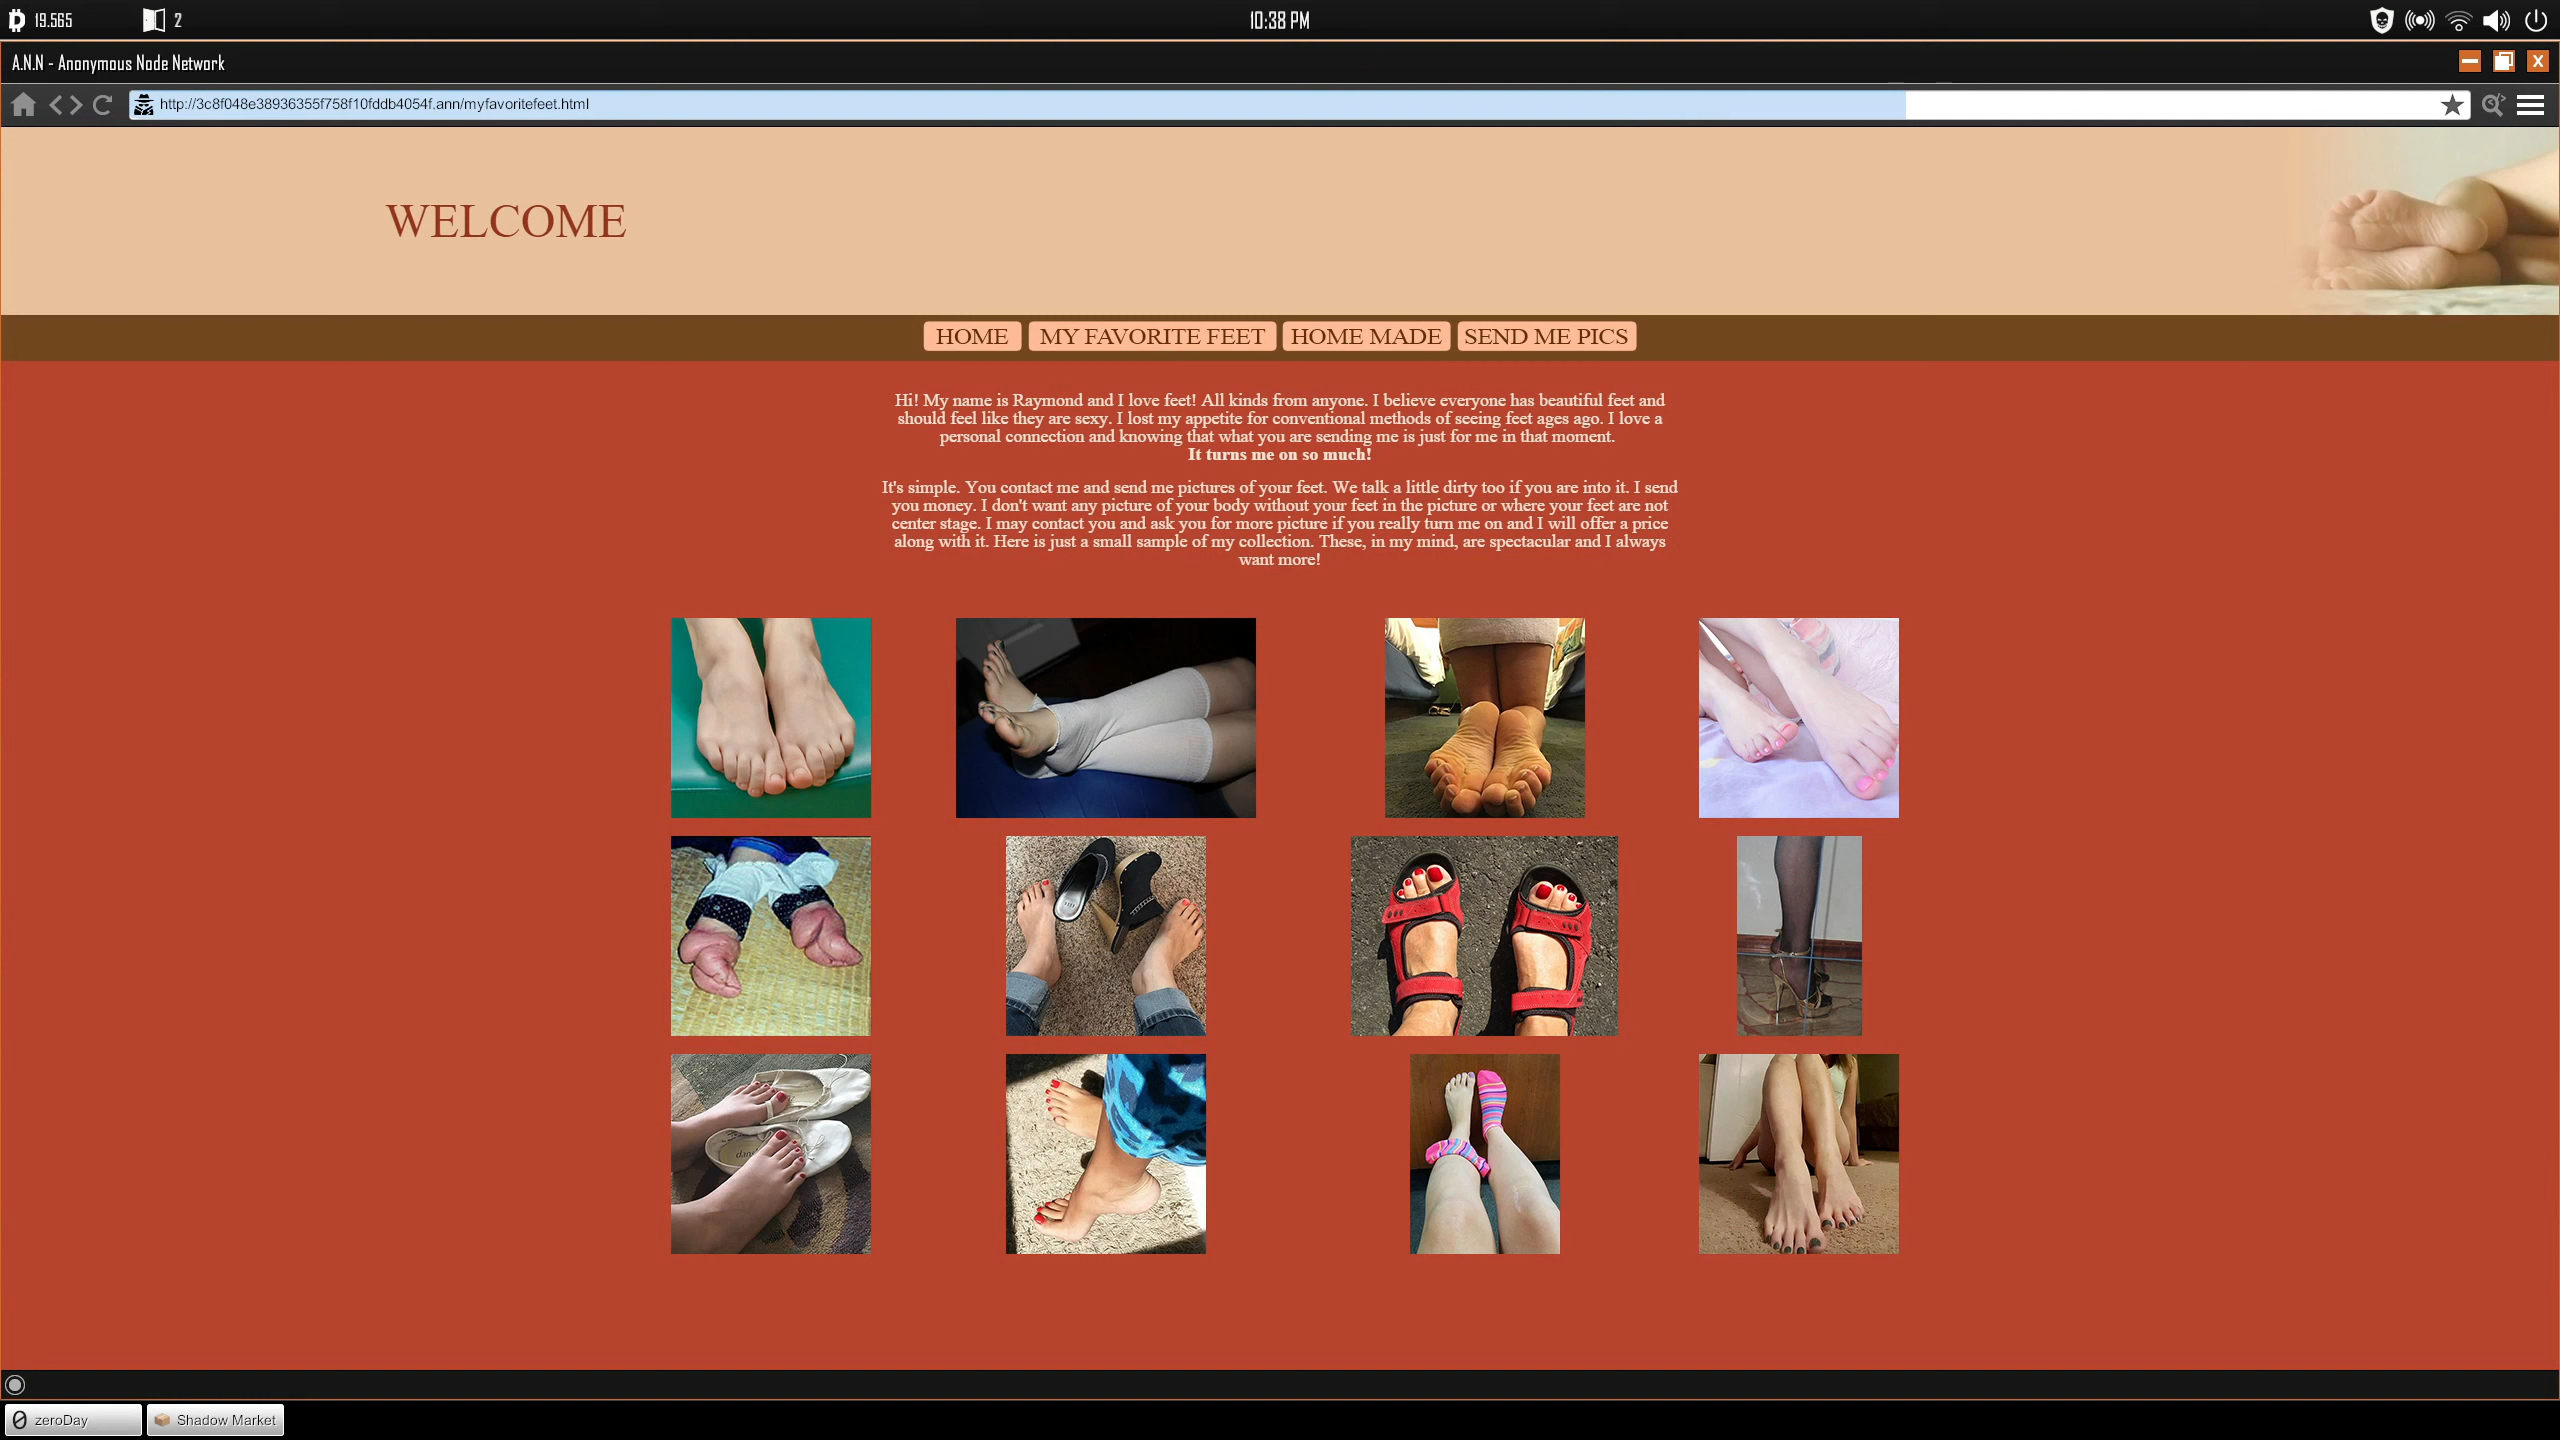 19.565
2
10:38 PM
A.N.N - Anonymous Node Network
http://3c8f048e38936355f758f10fddb4054f.ann/myfavoritefeet.html
WELCOME
HOME
MY FAVORITE FEET
HOME MADE
SEND ME PICS
Hi! My name is Raymond and I love feet! All kinds from anyone. I believe everyone has beautiful feet and
should feel like they are sexy. I lost my appetite for conventional methods of seeing feet ages ago. I love a
personal connection and knowing that what you are sending me is just for me in that moment.
It turns me on so much!
It's simple. You contact me and send me pictures of your feet. We talk a little dirty too if you are into it. I send
you money. I don't want any picture of your body without your feet in the picture or where your feet are not
center stage. I may contact you and ask you for more picture if you really turn me on and I will offer a price
along with it. Here is just a small sample of my collection. These, in my mind, are spectacular and I always
want more!
zeroDay
Shadow Market